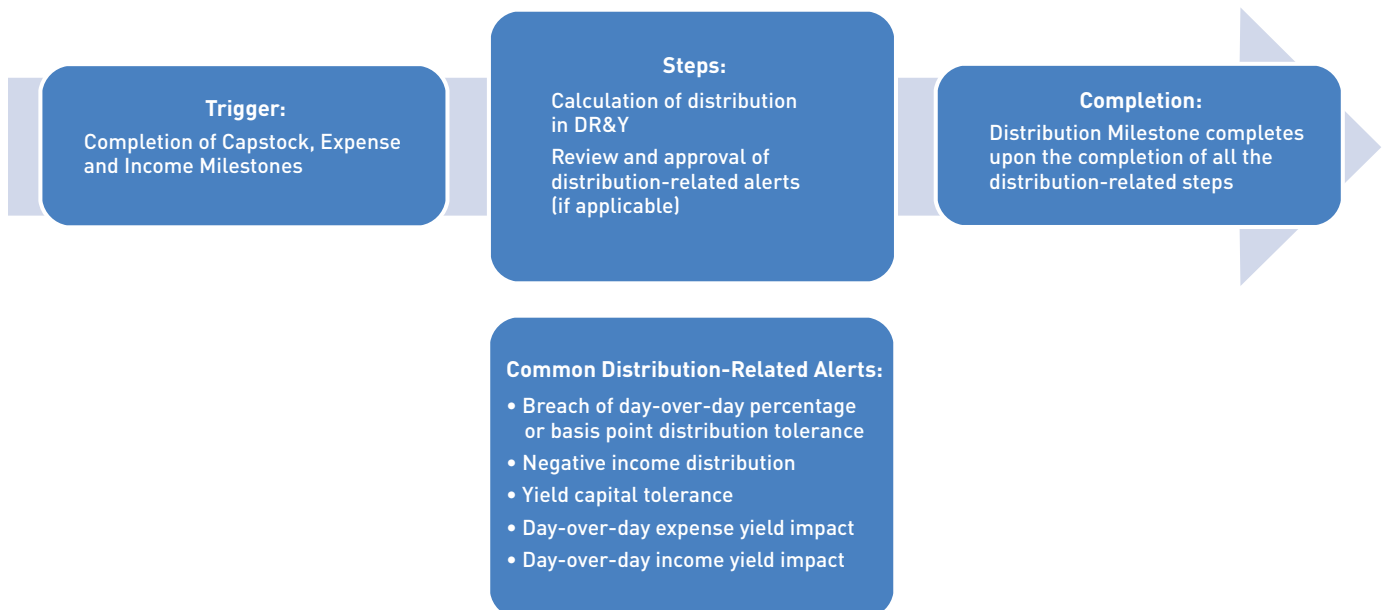 Trigger:
Completion of Capstock, Expense
and Income Milestones
Steps:
Calculation of distribution
in DR&Y
Review and approval of
distribution-related alerts
(if applicable)
Completion:
Distribution Milestone completes
upon the completion of all the
distribution-related steps
Common Distribution-Related Alerts:
• Breach of day-over-day percentage
or basis point distribution tolerance
• Negative income distribution
• Yield capital tolerance
• Day-over-day expense yield impact
• Day-over-day income yield impact